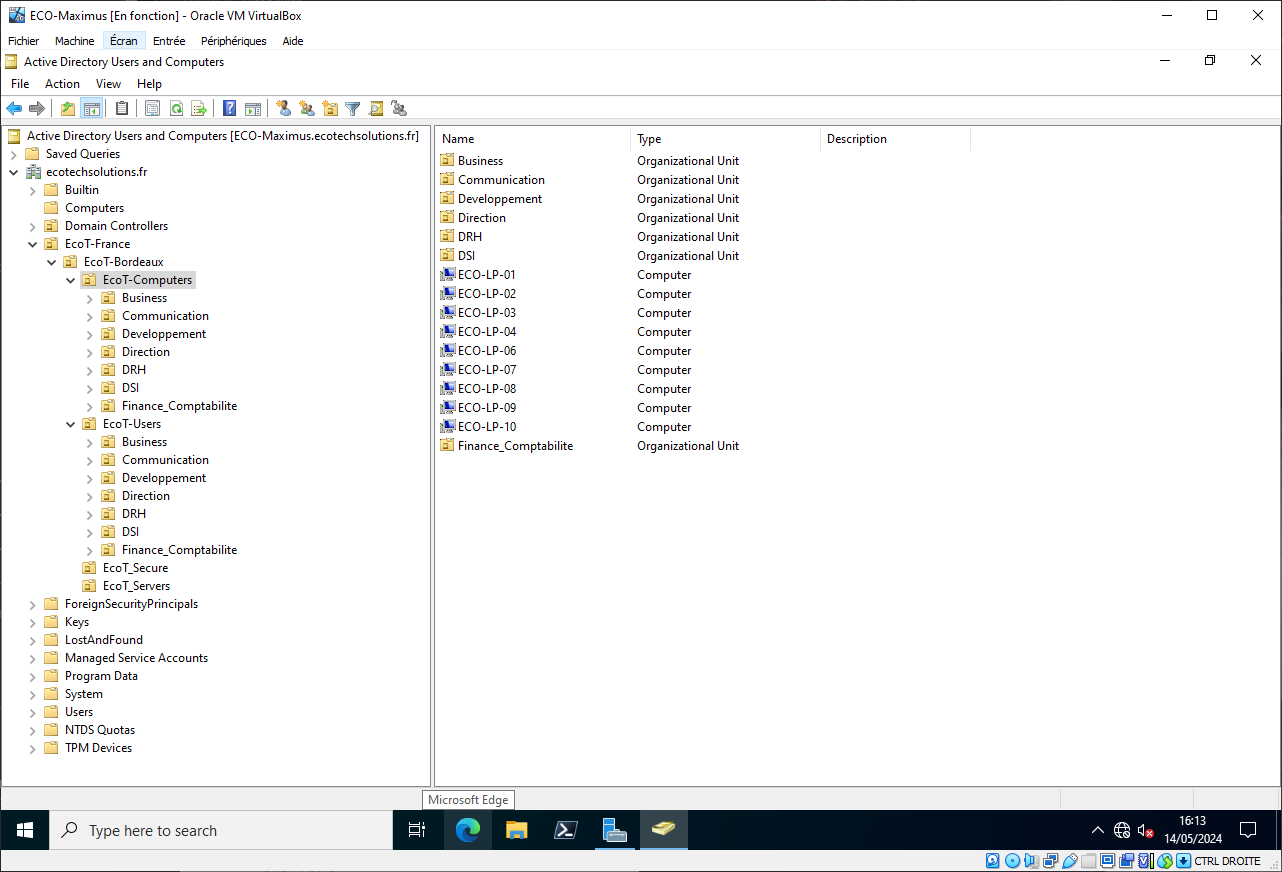 ECO-Maximus [En fonction] - Oracle VM VirtualBox
Fichier Machine Écran Entrée Périphériques Aide
Active Directory Users and Computers
File Action View Help
Active Directory Users and Computers [ECO-Maximus.ecotechsolutions.fr]
Saved Queries
ecotechsolutions.fr
Builtin
Computers
Domain Controllers
EcoT-France
EcoT-Bordeaux
EcoT-Computers
Business
Communication
Developpement
Direction
DRH
DSI
Finance_Comptabilite
EcoT-Users
Business
Communication
Developpement
Direction
DRH
DSI
Finance_Comptabilite
EcoT_Secure
EcoT_Servers
ForeignSecurityPrincipals
Keys
LostAndFound
Managed Service Accounts
Program Data
System
Users
NTDS Quotas
TPM Devices
Name Type Description
Business Organizational Unit
Communication Organizational Unit
Developpement Organizational Unit
Direction Organizational Unit
DRH Organizational Unit
DSI Organizational Unit
ECO-LP-01 Computer
ECO-LP-02 Computer
ECO-LP-03 Computer
ECO-LP-04 Computer
ECO-LP-06 Computer
ECO-LP-07 Computer
ECO-LP-08 Computer
ECO-LP-09 Computer
ECO-LP-10 Computer
Finance_Comptabilite Organizational Unit
Microsoft Edge
Type here to search
16:13
14/05/2024
CTRL DROITE